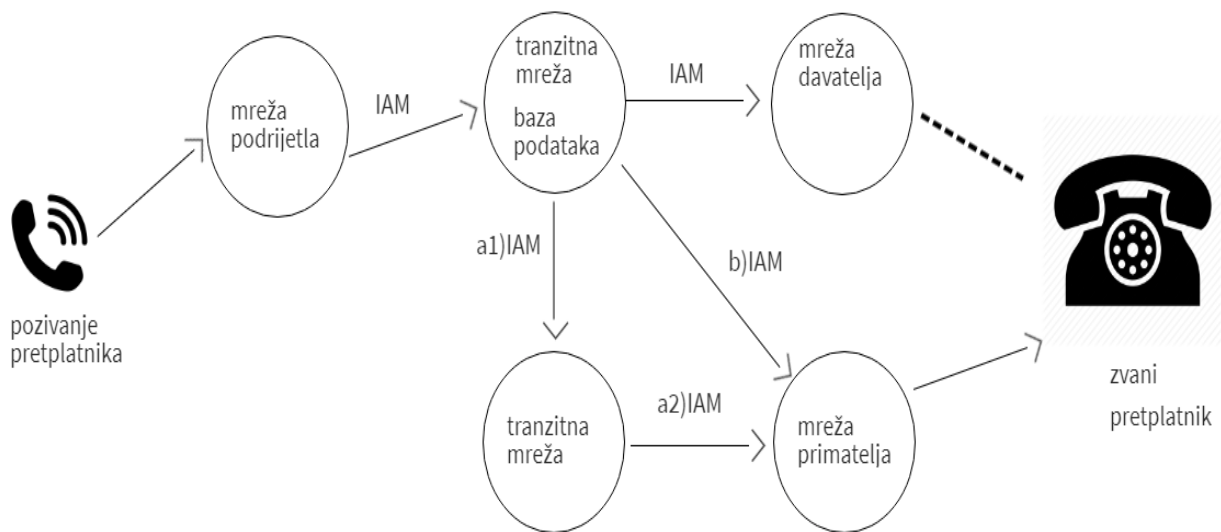 pozivanje
pretplatnika
mreža
podrijetla
IAM
tranzitna
mreža
baza
podataka
IAM
mreža
davatelja
a1)IAM
b)IAM
tranzitna
mreža
a2)IAM
mreža
primatelja
zvani
pretplatnik